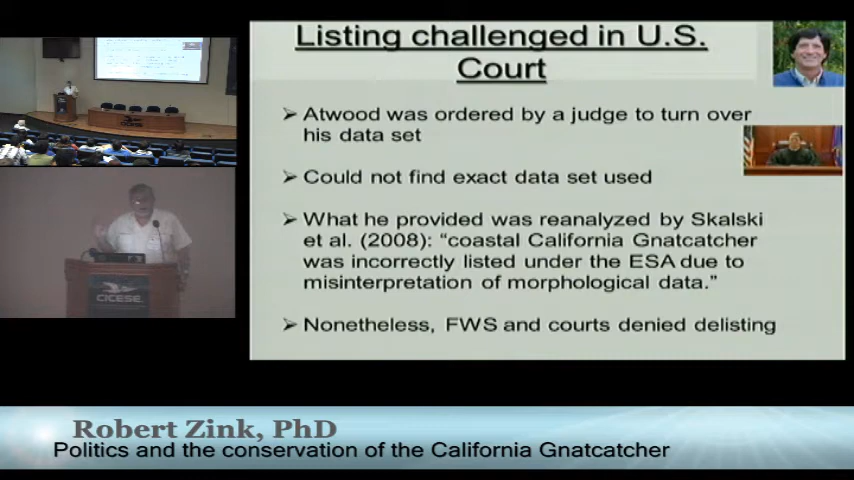 Listing challenged in U.S.
Court
➢ Atwood was ordered by a judge to turn over
his data set
➢ Could not find exact data set used
➢ What he provided was reanalyzed by Skalski
et al. (2008): “coastal California Gnatcatcher
was incorrectly listed under the ESA due to
misinterpretation of morphological data.”
➢ Nonetheless, FWS and courts denied delisting
CICESE
Robert Zink, PhD
Politics and the conservation of the California Gnatcatcher